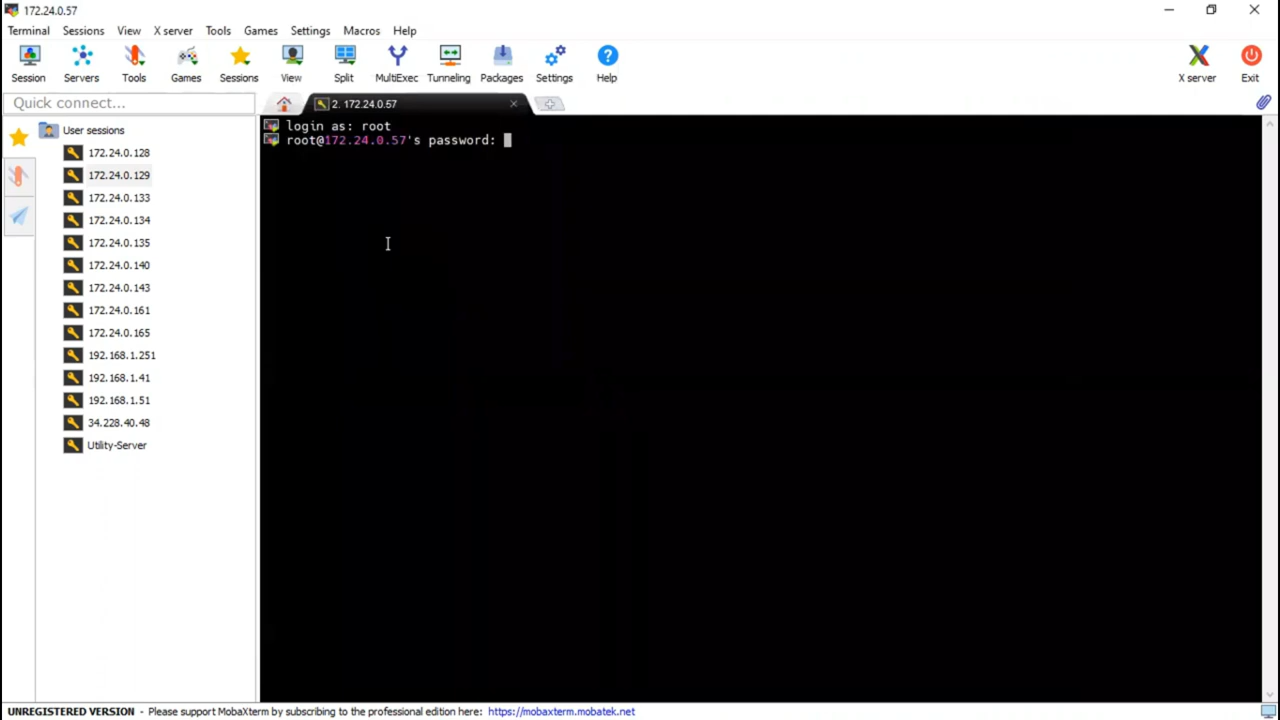 172.24.0.57
Terminal Sessions View X server Tools Games Settings Macros Help
Session Servers Tools Games Sessions View Split MultiExec Tunneling Packages Settings Help X server Exit
Quick connect...
2. 172.24.0.57
User sessions
172.24.0.128
172.24.0.129
172.24.0.133
172.24.0.134
172.24.0.135
172.24.0.140
172.24.0.143
172.24.0.161
172.24.0.165
192.168.1.251
192.168.1.41
192.168.1.51
34.228.40.48
Utility-Server
login as: root
root@172.24.0.57's password:
UNREGISTERED VERSION - Please support MobaXterm by subscribing to the professional edition here: https://mobaxterm.mobatek.net